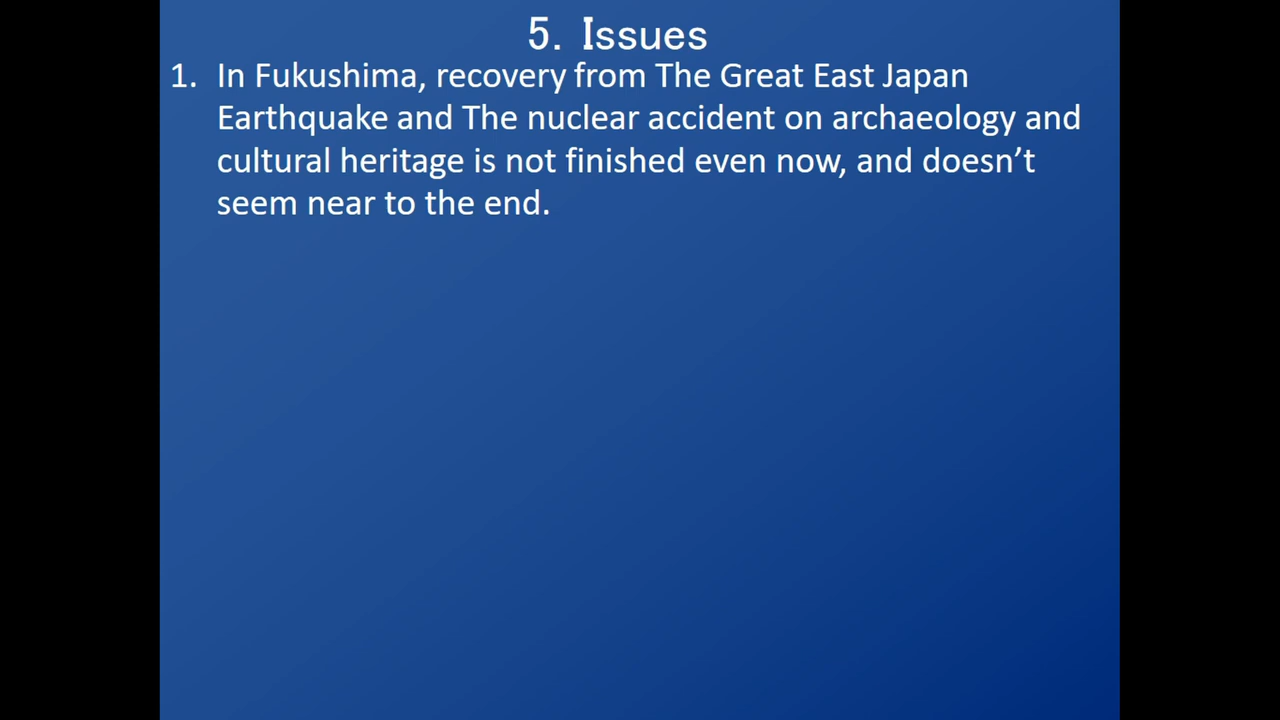 5. Issues
1. In Fukushima, recovery from The Great East Japan
Earthquake and The nuclear accident on archaeology and
cultural heritage is not finished even now, and doesn’t
seem near to the end.